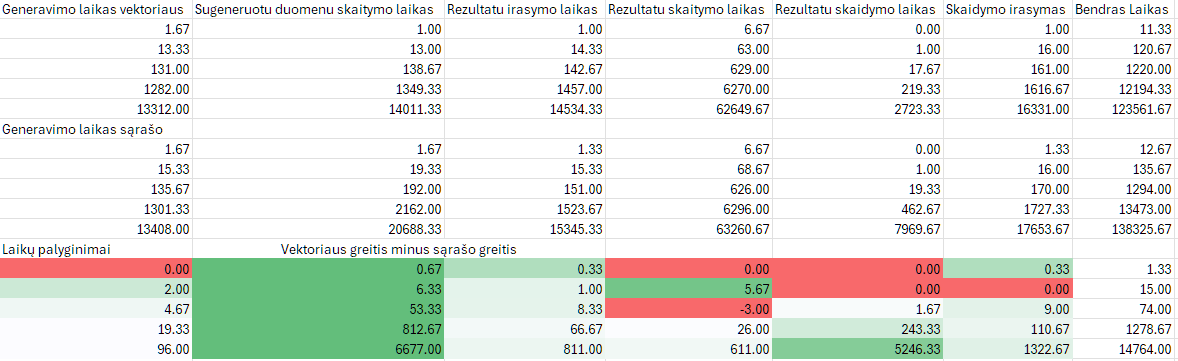 Generavimo laikas vektoriaus Sugeneruotu duomenu skaitymo laikas Rezultatu irasymo laikas Rezultatu skaitymo laikas Rezultatu skaidymo laikas Skaidymo irasymas Bendras Laikas
1.67 1.00 1.00 6.67 0.00 1.00 11.33
13.33 13.00 14.33 63.00 1.00 16.00 120.67
131.00 138.67 142.67 629.00 17.67 161.00 1220.00
1282.00 1349.33 1457.00 6270.00 219.33 1616.67 12194.33
13312.00 14011.33 14534.33 62649.67 2723.33 16331.00 123561.67
Generavimo laikas sąrašo
1.67 1.67 1.33 6.67 0.00 1.33 12.67
15.33 19.33 15.33 68.67 1.00 16.00 135.67
135.67 192.00 151.00 626.00 19.33 170.00 1294.00
1301.33 2162.00 1523.67 6296.00 462.67 1727.33 13473.00
13408.00 20688.33 15345.33 63260.67 7969.67 17653.67 138325.67
Laikų palyginimai Vektoriaus greitis minus sąrašo greitis
0.00 0.67 0.33 0.00 0.00 0.33 1.33
2.00 6.33 1.00 5.67 0.00 0.00 15.00
4.67 53.33 8.33 -3.00 1.67 9.00 74.00
19.33 812.67 66.67 26.00 243.33 110.67 1278.67
96.00 6677.00 811.00 611.00 5246.33 1322.67 14764.00